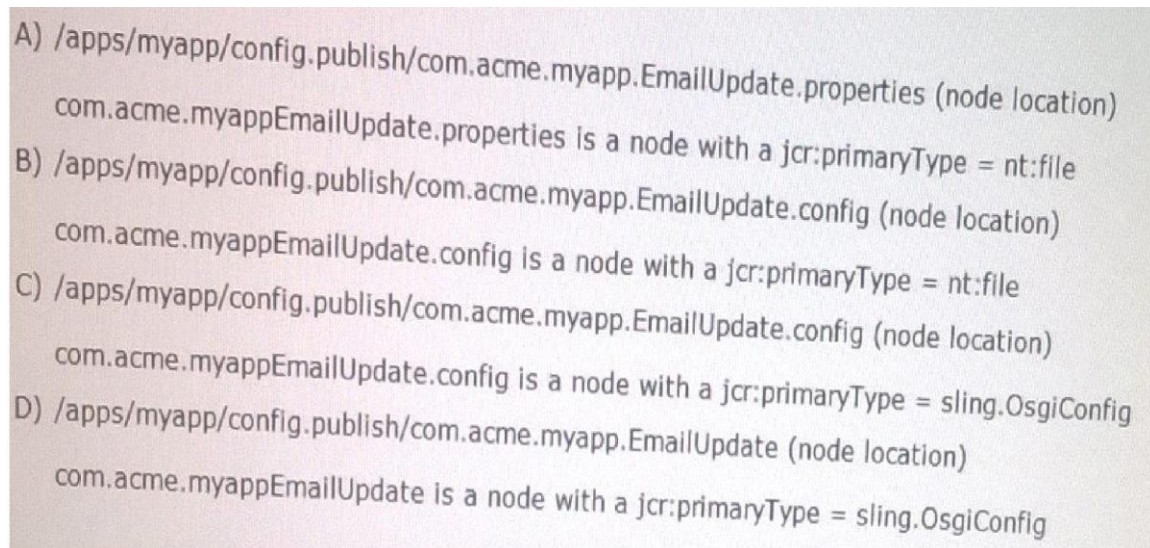 A) /apps/myapp/config.publish/com.acme.myapp.EmailUpdate.properties (node location)
com.acme.myappEmailUpdate.properties is a node with a jcr:primaryType = nt:file
B) /apps/myapp/config.publish/com.acme.myapp.EmailUpdate.config (node location)
com.acme.myappEmailUpdate.config is a node with a jcr:primaryType = nt:file
C) /apps/myapp/config.publish/com.acme.myapp.EmailUpdate.config (node location)
com.acme.myappEmailUpdate.config is a node with a jcr:primaryType = sling.OsgiConfig
D) /apps/myapp/config.publish/com.acme.myapp.EmailUpdate (node location)
com.acme.myappEmailUpdate is a node with a jcr:primaryType = sling.OsgiConfig